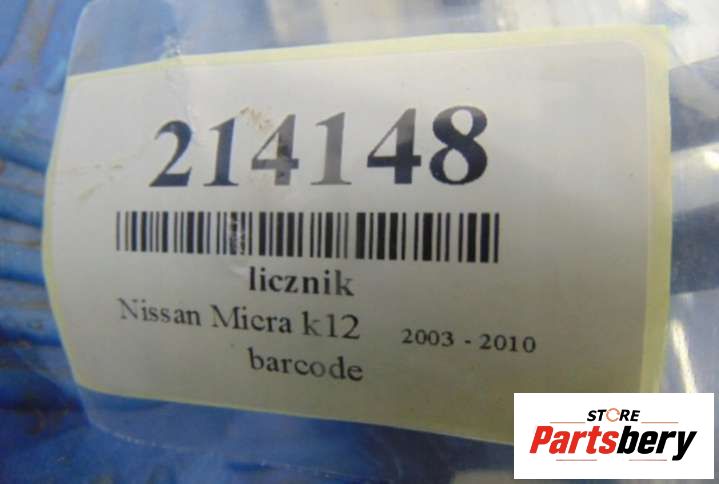 214148
licznik
Nissan Micra k12 2003 - 2010
barcode
STORE
Partsbery